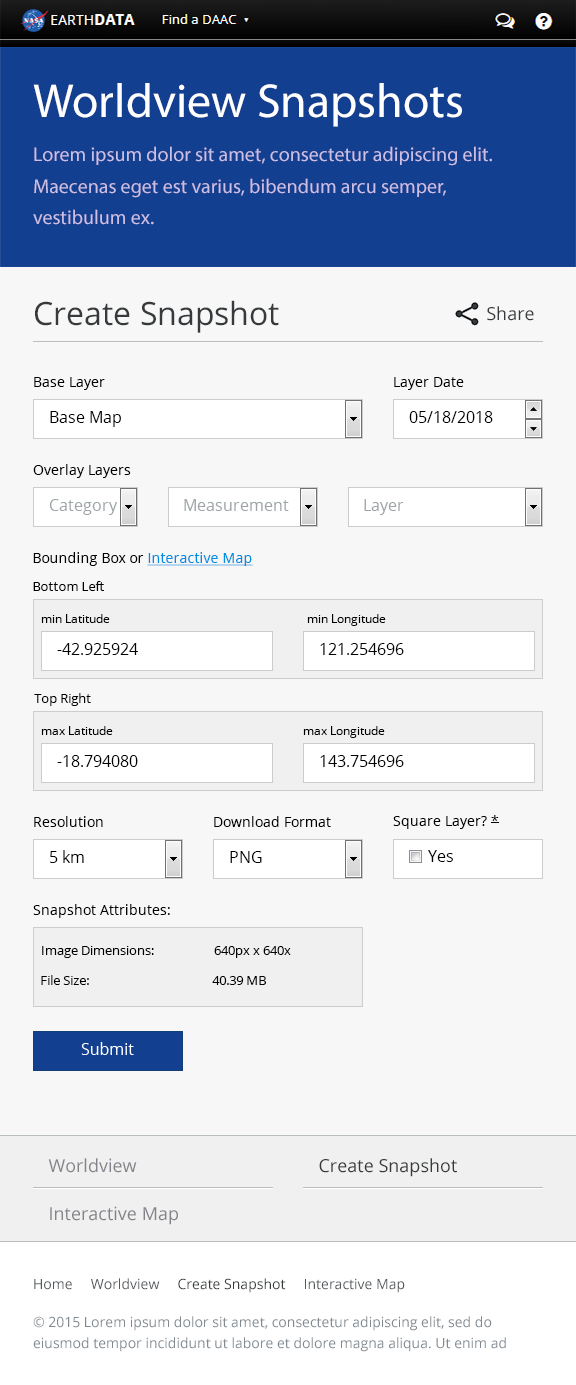 NASA EARTHDATA Find a DAAC
Worldview Snapshots
Lorem ipsum dolor sit amet, consectetur adipiscing elit.
Maecenas eget est varius, bibendum arcu semper,
vestibulum ex.
Create Snapshot Share
Base Layer Layer Date
Base Map 05/18/2018
Overlay Layers
Category Measurement Layer
Bounding Box or Interactive Map
Bottom Left
min Latitude min Longitude
-42.925924 121.254696
Top Right
max Latitude max Longitude
-18.794080 143.754696
Resolution Download Format Square Layer? *
5 km PNG Yes
Snapshot Attributes:
Image Dimensions: 640px x 640x
File Size: 40.39 MB
Submit
Worldview Create Snapshot
Interactive Map
Home Worldview Create Snapshot Interactive Map
© 2015 Lorem ipsum dolor sit amet, consectetur adipiscing elit, sed do
eiusmod tempor incididunt ut labore et dolore magna aliqua. Ut enim ad